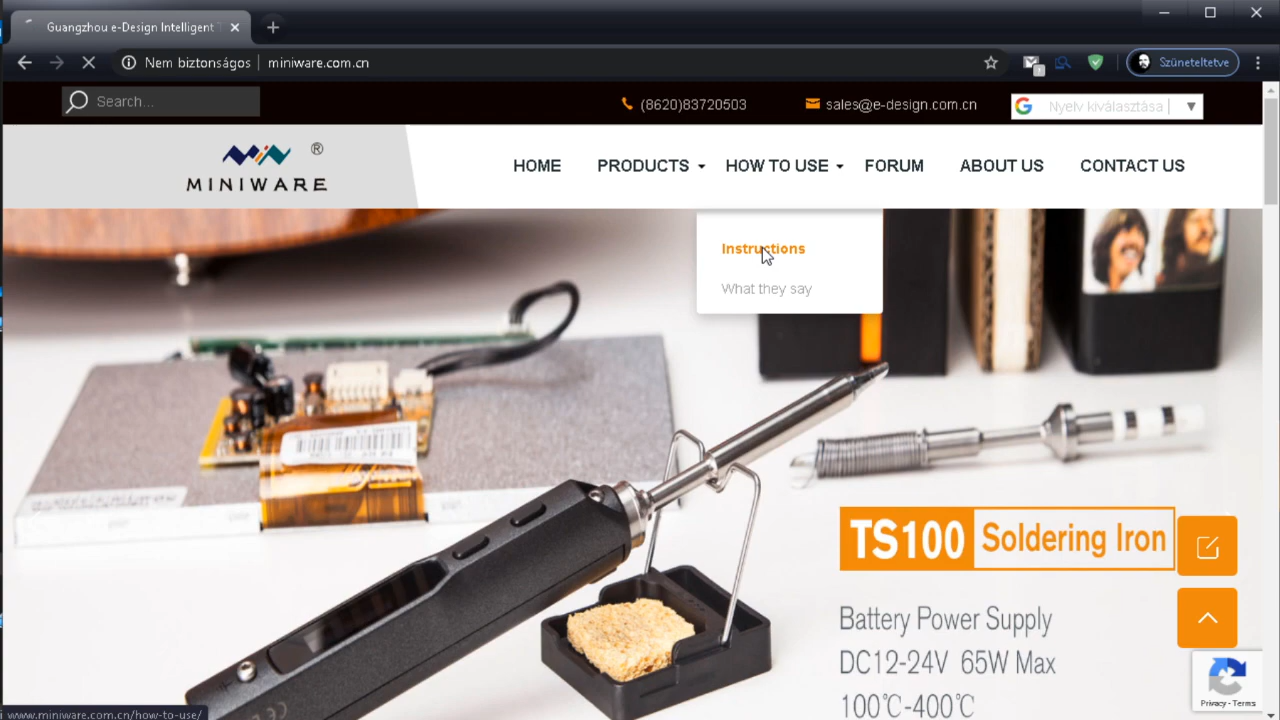 Guangzhou e-Design Intelligent
Nem biztonságos
miniware.com.cn
Szüneteltetve
Search...
(8620)83720503
sales@e-design.com.cn
Nyelv kiválasztása
MINIWARE ®
HOME
PRODUCTS
HOW TO USE
FORUM
ABOUT US
CONTACT US
Instructions
What they say
TS100 Soldering Iron
Battery Power Supply
DC12-24V 65W Max
100℃-400℃
Privacy - Terms
www.miniware.com.cn/how-to-use/